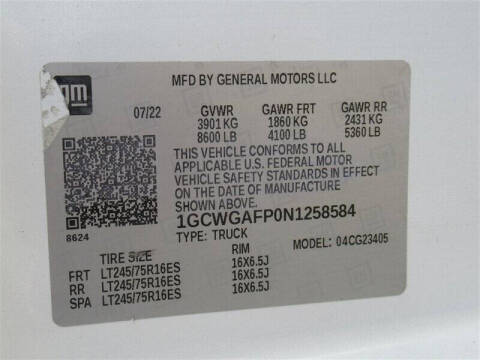 gm
MFD BY GENERAL MOTORS LLC
07/22 GVWR GAWR FRT GAWR RR
3901 KG 1860 KG 2431 KG
8600 LB 4100 LB 5360 LB
THIS VEHICLE CONFORMS TO ALL
APPLICABLE U.S. FEDERAL MOTOR
VEHICLE SAFETY STANDARDS IN EFFECT
ON THE DATE OF MANUFACTURE
SHOWN ABOVE.
8624
1GCWGAFP0N1258584
TYPE: TRUCK MODEL: 04CG23405
TIRE SIZE RIM
FRT LT245/75R16ES 16X6.5J
RR LT245/75R16ES 16X6.5J
SPA LT245/75R16ES 16X6.5J